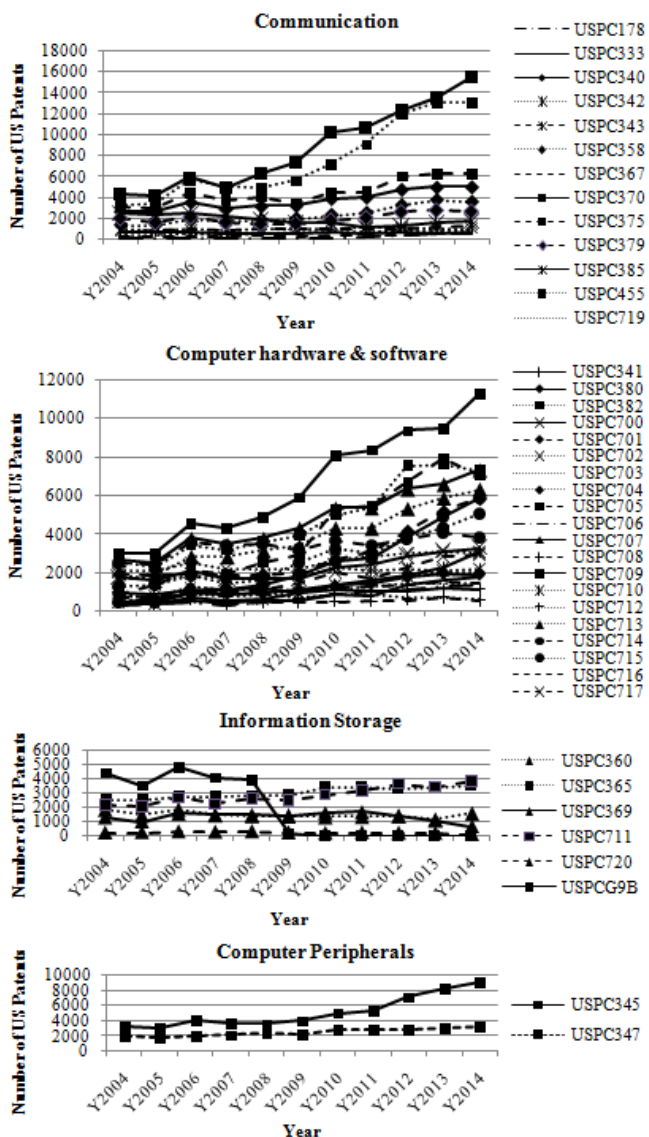 Communication
Number of US Patents
18000
16000
14000
12000
10000
8000
6000
4000
2000
0
Y2004
Y2005
Y2006
Y2007
Y2008
Y2009
Y2010
Y2011
Y2012
Y2013
Y2014
Year
USPC178
USPC333
USPC340
USPC342
USPC343
USPC358
USPC367
USPC370
USPC375
USPC379
USPC385
USPC455
USPC719
Computer hardware & software
Number of US Patents
12000
10000
8000
6000
4000
2000
0
Y2004
Y2005
Y2006
Y2007
Y2008
Y2009
Y2010
Y2011
Y2012
Y2013
Y2014
Year
USPC341
USPC380
USPC382
USPC700
USPC701
USPC702
USPC703
USPC704
USPC705
USPC706
USPC707
USPC708
USPC709
USPC710
USPC712
USPC713
USPC714
USPC715
USPC716
USPC717
Information Storage
Number of US Patents
6000
5000
4000
3000
2000
1000
0
Y2004
Y2005
Y2006
Y2007
Y2008
Y2009
Y2010
Y2011
Y2012
Y2013
Y2014
Year
USPC360
USPC365
USPC369
USPC711
USPC720
USPCG9B
Computer Peripherals
Number of US Patents
10000
8000
6000
4000
2000
0
Y2004
Y2005
Y2006
Y2007
Y2008
Y2009
Y2010
Y2011
Y2012
Y2013
Y2014
Year
USPC345
USPC347